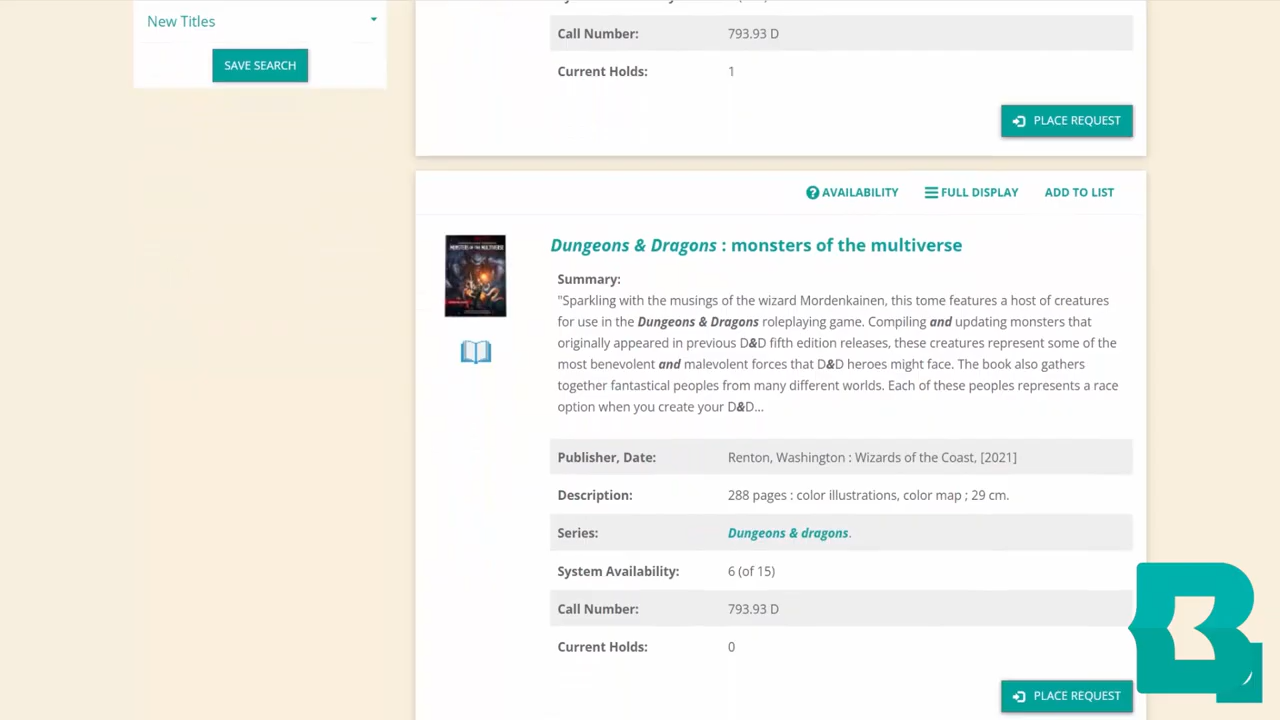 New Titles
SAVE SEARCH
Call Number: 793.93 D
Current Holds: 1
PLACE REQUEST
AVAILABILITY FULL DISPLAY ADD TO LIST
Dungeons & Dragons : monsters of the multiverse
MONSTERS OF THE MULTIVERSE
Summary:
"Sparkling with the musings of the wizard Mordenkainen, this tome features a host of creatures
for use in the Dungeons & Dragons roleplaying game. Compiling and updating monsters that
originally appeared in previous D&D fifth edition releases, these creatures represent some of the
most benevolent and malevolent forces that D&D heroes might face. The book also gathers
together fantastical peoples from many different worlds. Each of these peoples represents a race
option when you create your D&D...
Publisher, Date: Renton, Washington : Wizards of the Coast, [2021]
Description: 288 pages : color illustrations, color map ; 29 cm.
Series: Dungeons & dragons.
System Availability: 6 (of 15)
Call Number: 793.93 D
Current Holds: 0
PLACE REQUEST
B